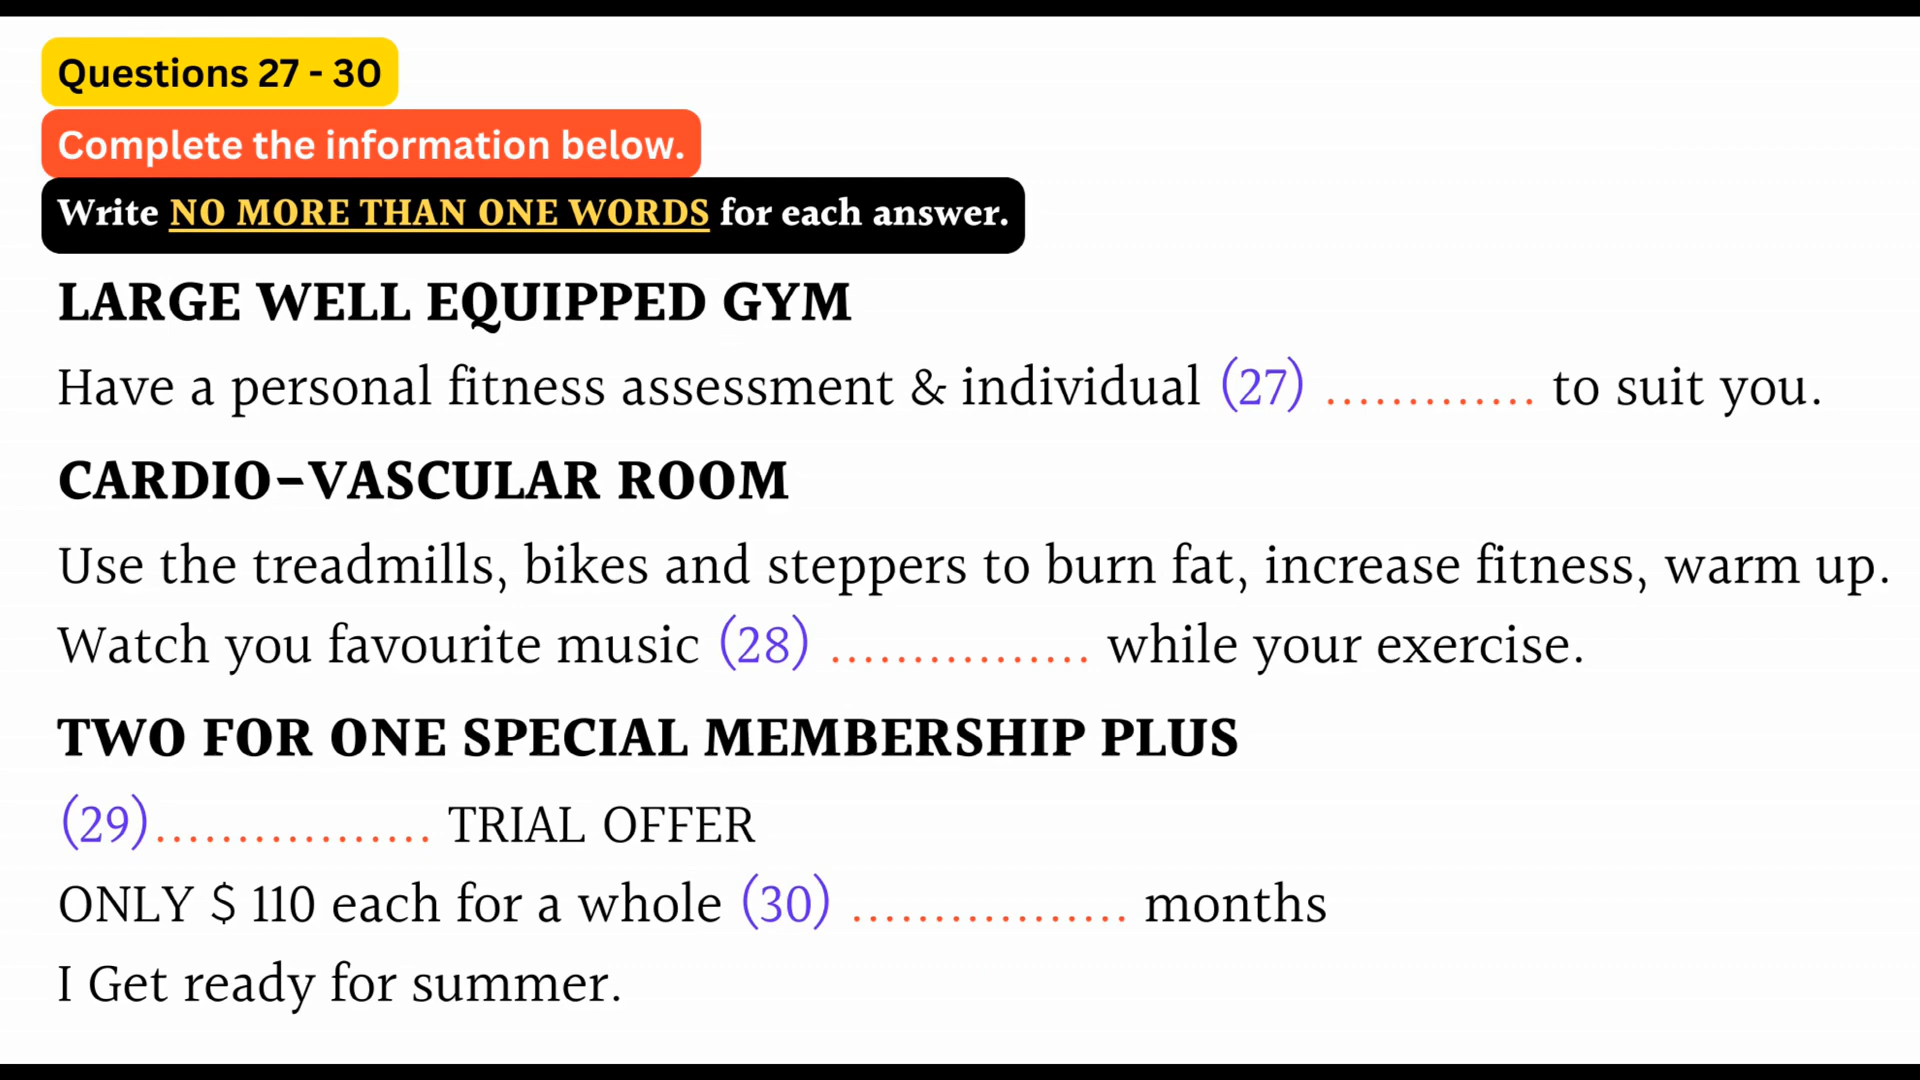 Questions 27 - 30
Complete the information below.
Write NO MORE THAN ONE WORDS for each answer.
LARGE WELL EQUIPPED GYM
Have a personal fitness assessment & individual (27) ............. to suit you.
CARDIO-VASCULAR ROOM
Use the treadmills, bikes and steppers to burn fat, increase fitness, warm up.
Watch you favourite music (28) ................ while your exercise.
TWO FOR ONE SPECIAL MEMBERSHIP PLUS
(29)................. TRIAL OFFER
ONLY $ 110 each for a whole (30) ................. months
I Get ready for summer.